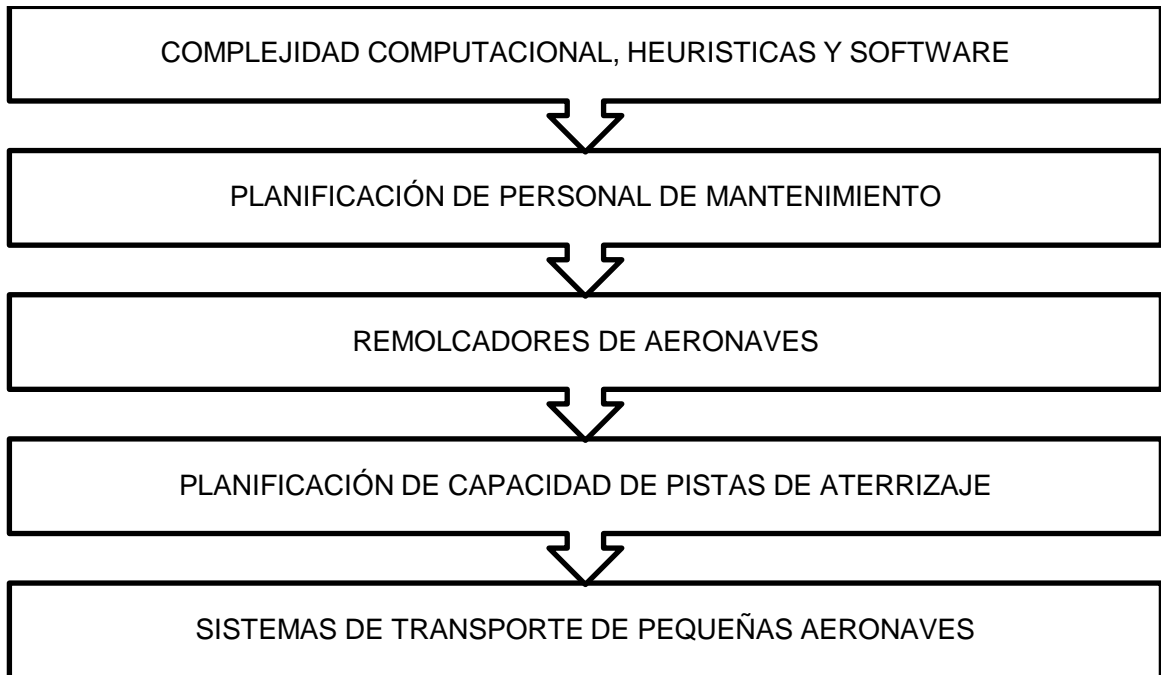 COMPLEJIDAD COMPUTACIONAL, HEURISTICAS Y SOFTWARE
PLANIFICACIÓN DE PERSONAL DE MANTENIMIENTO
REMOLCADORES DE AERONAVES
PLANIFICACIÓN DE CAPACIDAD DE PISTAS DE ATERRIZAJE
SISTEMAS DE TRANSPORTE DE PEQUEÑAS AERONAVES